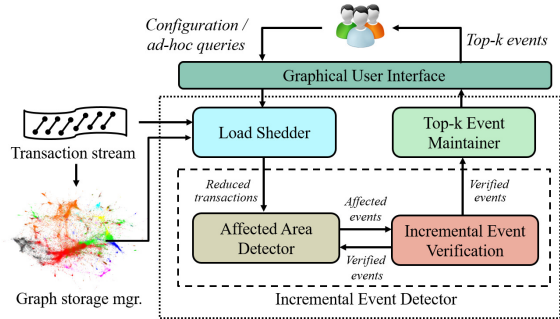 Configuration /
ad-hoc queries
Top-k events
Graphical User Interface
Load Shedder
Top-k Event
Maintainer
Transaction stream
Reduced
transactions
Verified
events
Affected Area
Detector
Affected
events
Verified
events
Incremental Event
Verification
Graph storage mgr.
Incremental Event Detector